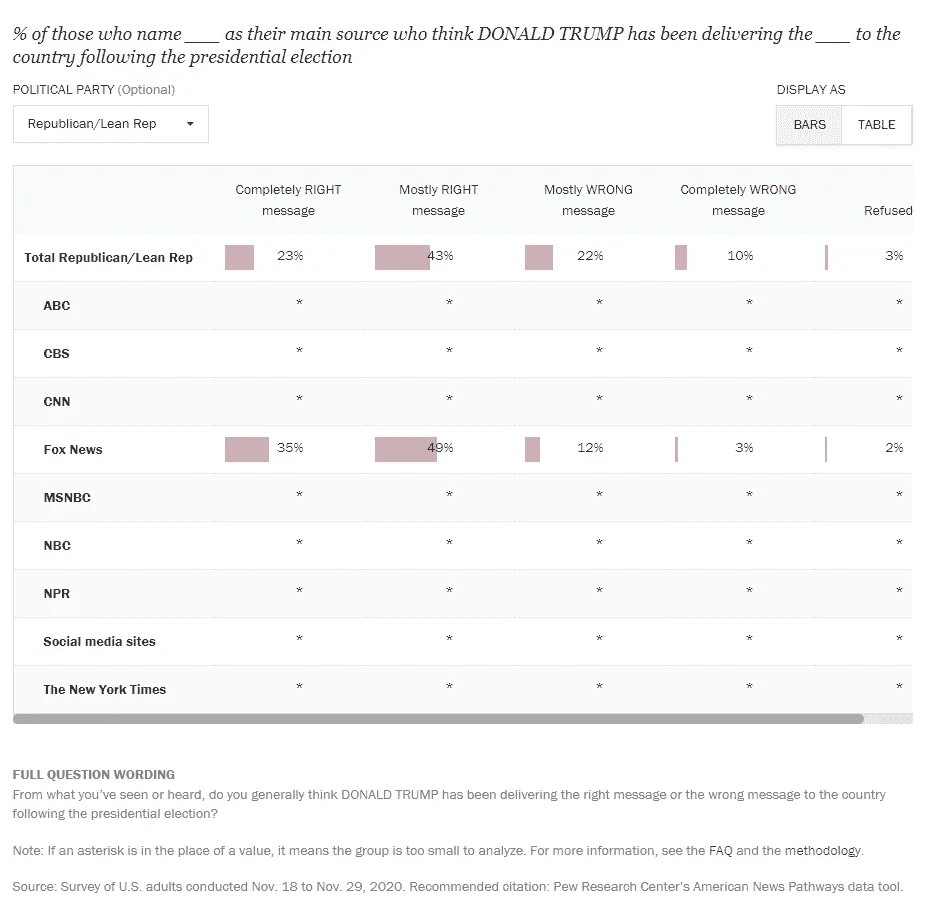 % of those who name ___ as their main source who think DONALD TRUMP has been delivering the ___ to the
country following the presidential election
POLITICAL PARTY (Optional)
DISPLAY AS
Republican/Lean Rep
BARS TABLE
Completely RIGHT message Mostly RIGHT message Mostly WRONG message Completely WRONG message Refused
Total Republican/Lean Rep 23% 43% 22% 10% 3%
ABC * * * * *
CBS * * * * *
CNN * * * * *
Fox News 35% 49% 12% 3% 2%
MSNBC * * * * *
NBC * * * * *
NPR * * * * *
Social media sites * * * * *
The New York Times * * * * *
FULL QUESTION WORDING
From what you've seen or heard, do you generally think DONALD TRUMP has been delivering the right message or the wrong message to the country
following the presidential election?
Note: If an asterisk is in the place of a value, it means the group is too small to analyze. For more information, see the FAQ and the methodology.
Source: Survey of U.S. adults conducted Nov. 18 to Nov. 29, 2020. Recommended citation: Pew Research Center's American News Pathways data tool.